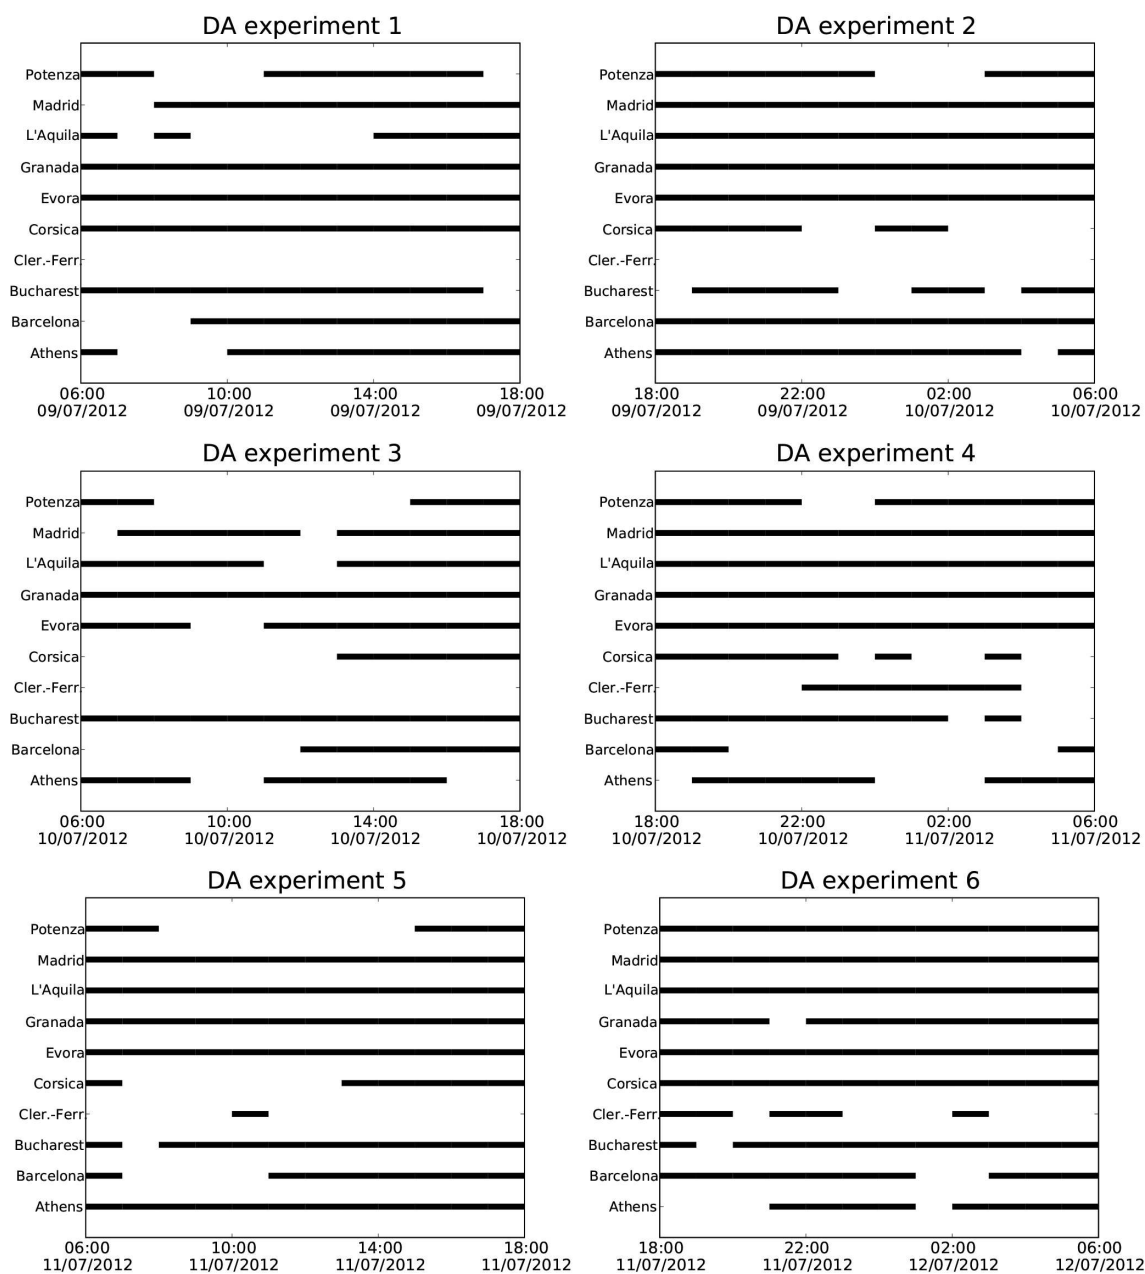 DA experiment 1
Potenza
Madrid
L'Aquila
Granada
Evora
Corsica
Cler.-Ferr.
Bucharest
Barcelona
Athens
06:00 10:00 14:00 18:00
09/07/2012 09/07/2012 09/07/2012 09/07/2012
DA experiment 2
Potenza
Madrid
L'Aquila
Granada
Evora
Corsica
Cler.-Ferr.
Bucharest
Barcelona
Athens
18:00 22:00 02:00 06:00
09/07/2012 09/07/2012 10/07/2012 10/07/2012
DA experiment 3
Potenza
Madrid
L'Aquila
Granada
Evora
Corsica
Cler.-Ferr.
Bucharest
Barcelona
Athens
06:00 10:00 14:00 18:00
10/07/2012 10/07/2012 10/07/2012 10/07/2012
DA experiment 4
Potenza
Madrid
L'Aquila
Granada
Evora
Corsica
Cler.-Ferr.
Bucharest
Barcelona
Athens
18:00 22:00 02:00 06:00
10/07/2012 10/07/2012 11/07/2012 11/07/2012
DA experiment 5
Potenza
Madrid
L'Aquila
Granada
Evora
Corsica
Cler.-Ferr.
Bucharest
Barcelona
Athens
06:00 10:00 14:00 18:00
11/07/2012 11/07/2012 11/07/2012 11/07/2012
DA experiment 6
Potenza
Madrid
L'Aquila
Granada
Evora
Corsica
Cler.-Ferr.
Bucharest
Barcelona
Athens
18:00 22:00 02:00 06:00
11/07/2012 11/07/2012 12/07/2012 12/07/2012